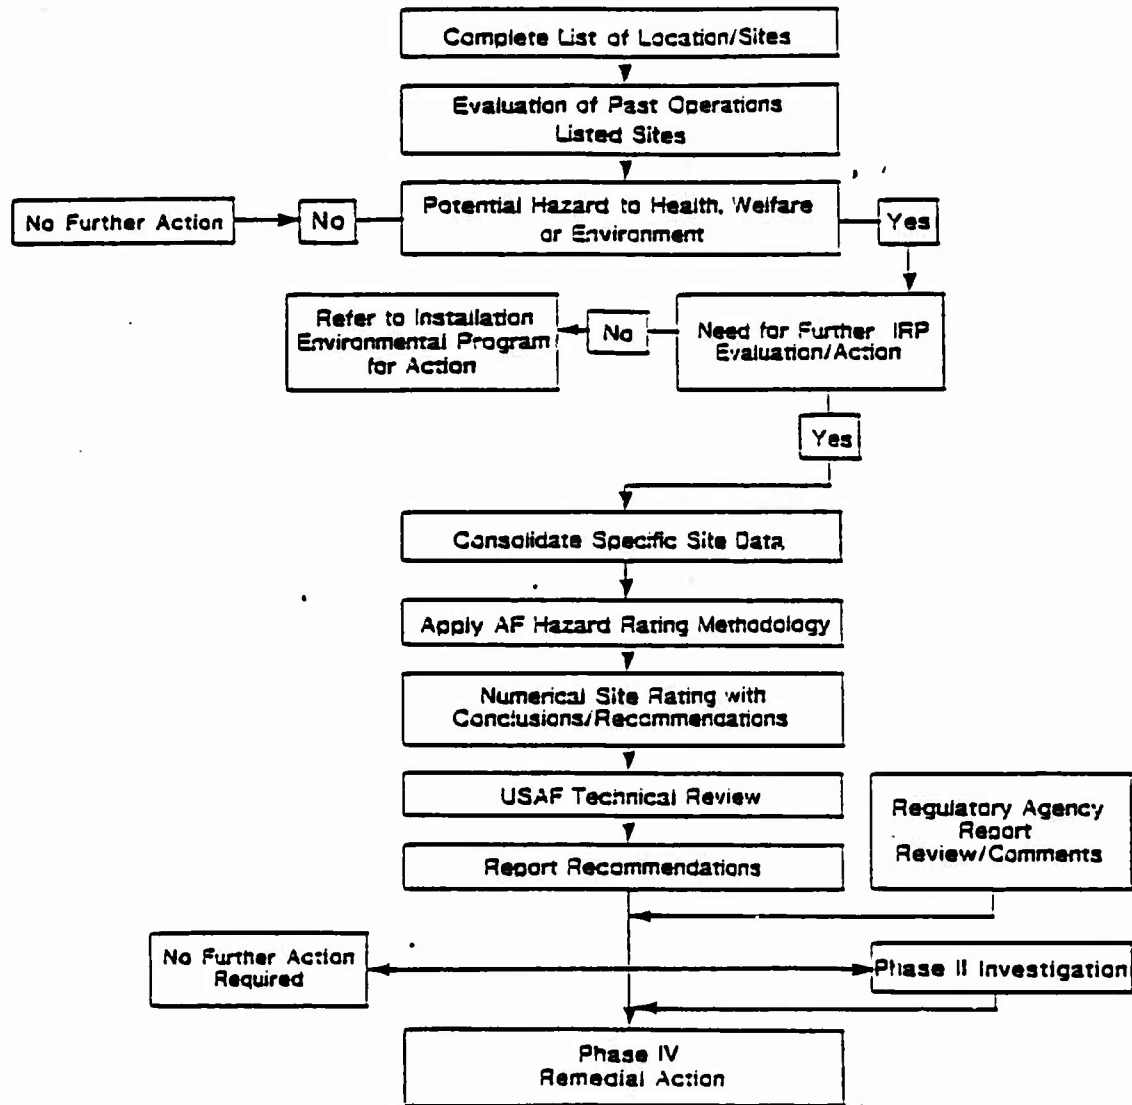 Complete List of Location/Sites
Evaluation of Past Operations
Listed Sites
Potential Hazard to Health, Welfare
or Environment
No Further Action
No
Yes
Refer to Installation
Environmental Program
for Action
No
Need for Further IRP
Evaluation/Action
Yes
Consolidate Specific Site Data
Apply AF Hazard Rating Methodology
Numerical Site Rating with
Conclusions/Recommendations
USAF Technical Review
Regulatory Agency
Report
Review/Comments
Report Recommendations
No Further Action
Required
Phase II Investigation
Phase IV
Remedial Action